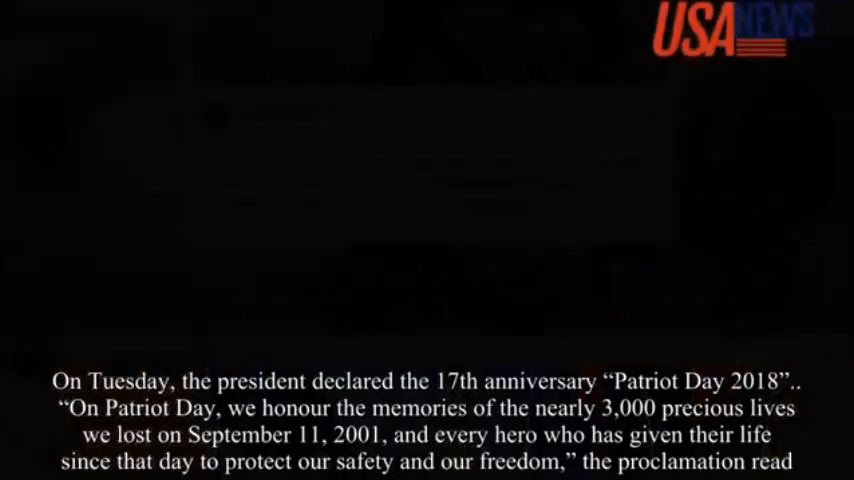 USA NEWS
On Tuesday, the president declared the 17th anniversary “Patriot Day 2018”..
“On Patriot Day, we honour the memories of the nearly 3,000 precious lives
we lost on September 11, 2001, and every hero who has given their life
since that day to protect our safety and our freedom,” the proclamation read